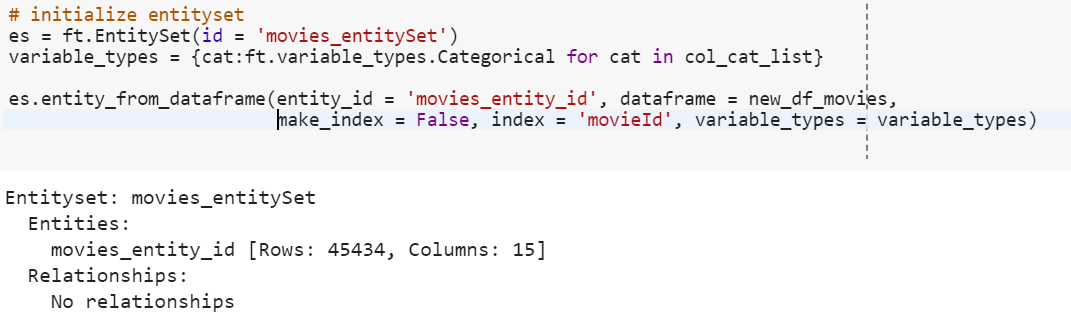 # initialize entityset
es = ft.EntitySet(id = 'movies_entitySet')
variable_types = {cat:ft.variable_types.Categorical for cat in col_cat_list}
es.entity_from_dataframe(entity_id = 'movies_entity_id', dataframe = new_df_movies,
make_index = False, index = 'movieId', variable_types = variable_types)
Entityset: movies_entitySet
Entities:
movies_entity_id [Rows: 45434, Columns: 15]
Relationships:
No relationships